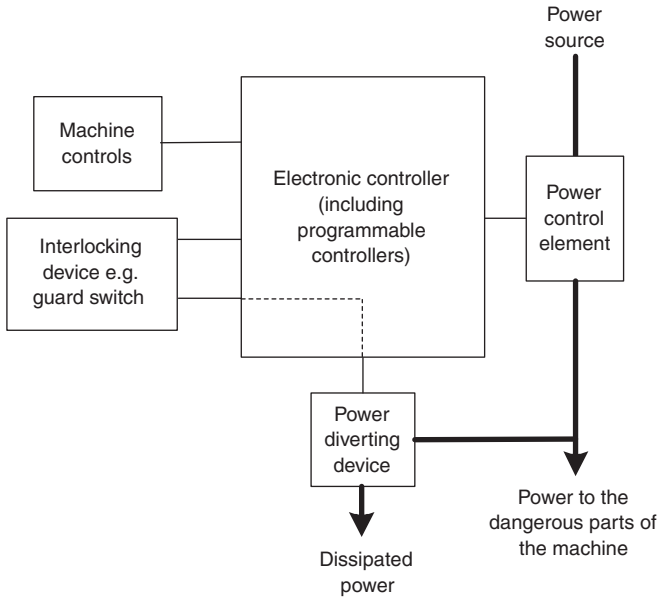 Power
source
Machine
controls
Electronic controller
(including
programmable
controllers)
Power
control
element
Interlocking
device e.g.
guard switch
Power
diverting
device
Power to the
dangerous parts of
the machine
Dissipated
power